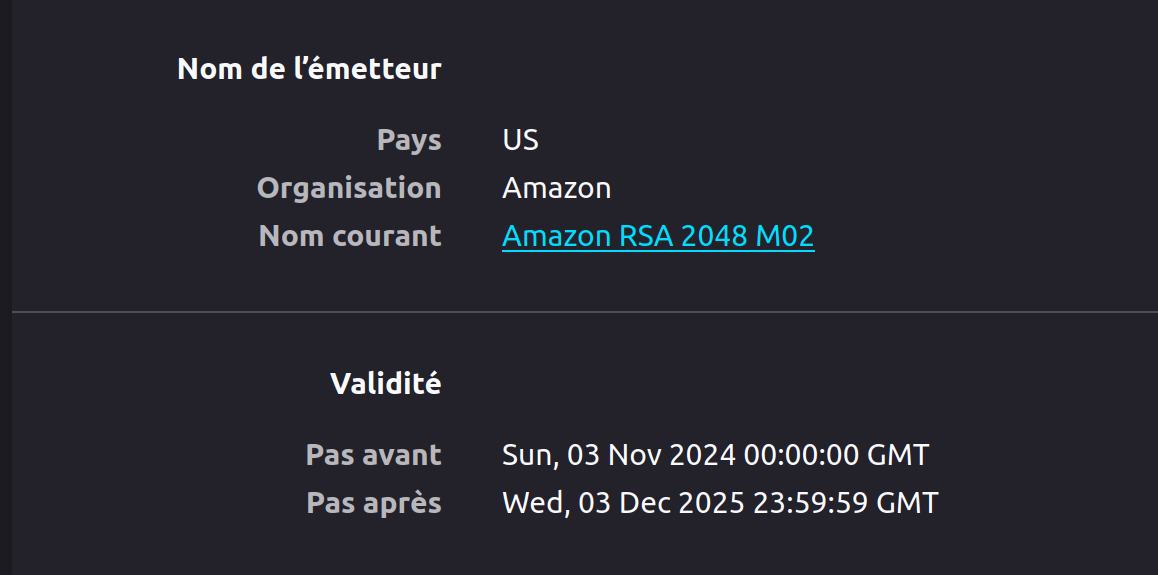 Nom de l’émetteur
Pays US
Organisation Amazon
Nom courant Amazon RSA 2048 M02
Validité
Pas avant Sun, 03 Nov 2024 00:00:00 GMT
Pas après Wed, 03 Dec 2025 23:59:59 GMT